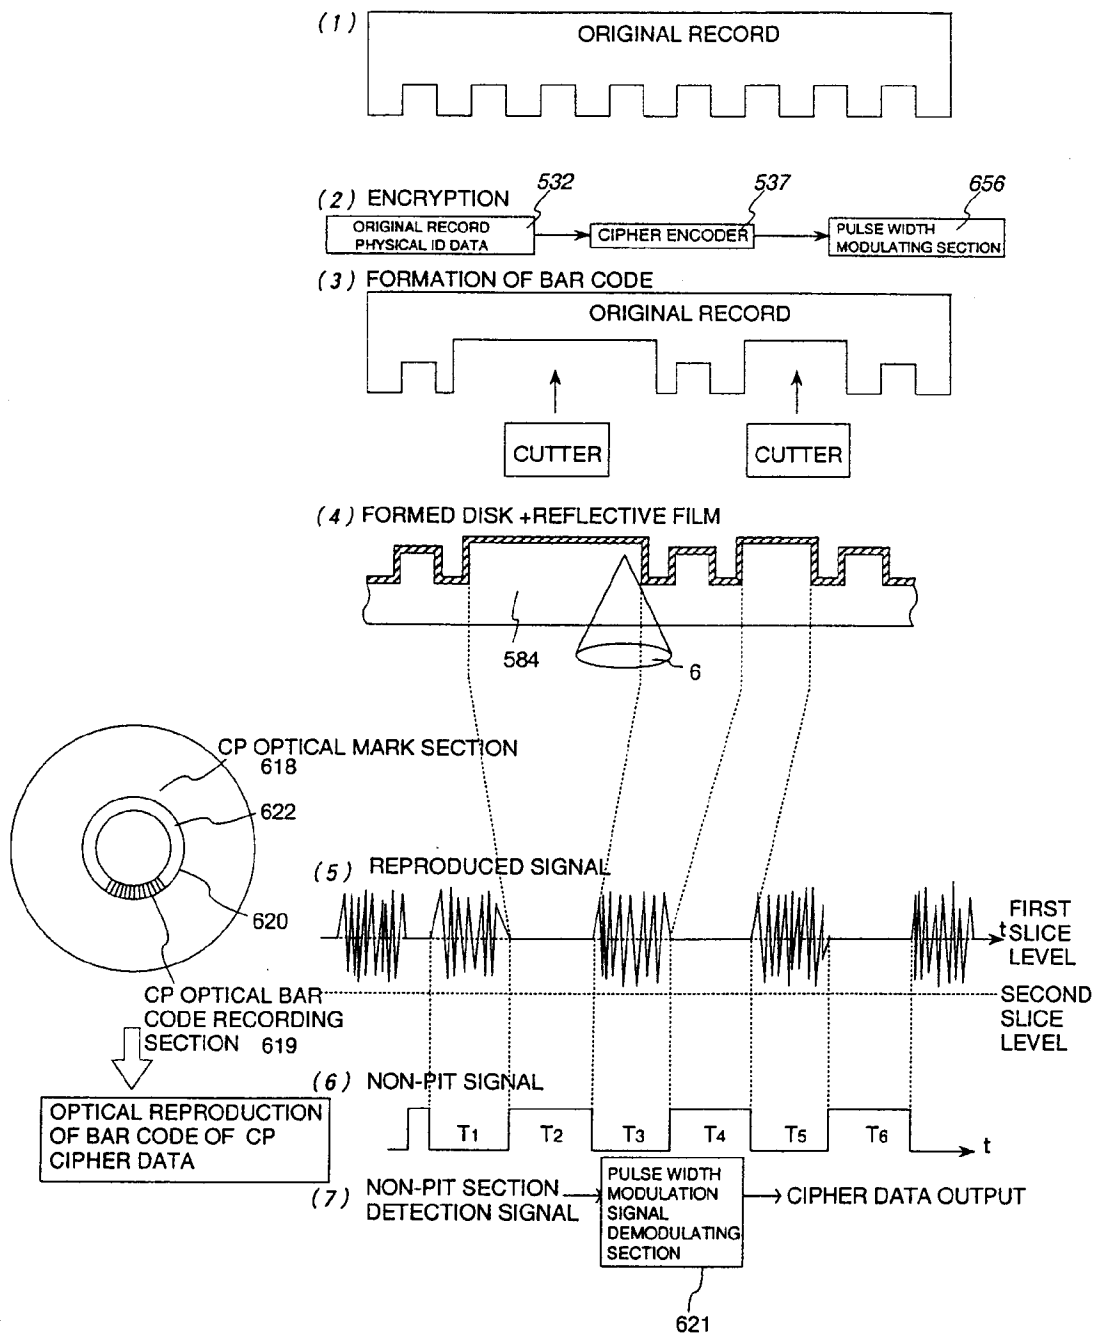 (1)
ORIGINAL RECORD
(2) ENCRYPTION
532
537
656
ORIGINAL RECORD
PHYSICAL ID DATA
CIPHER ENCODER
PULSE WIDTH
MODULATING SECTION
(3) FORMATION OF BAR CODE
ORIGINAL RECORD
CUTTER
CUTTER
(4) FORMED DISK +REFLECTIVE FILM
584
6
CP OPTICAL MARK SECTION
618
622
620
(5) REPRODUCED SIGNAL
t
FIRST
SLICE
LEVEL
CP OPTICAL BAR
CODE RECORDING
SECTION 619
SECOND
SLICE
LEVEL
(6) NON-PIT SIGNAL
T1
T2
T3
T4
T5
T6
t
OPTICAL REPRODUCTION
OF BAR CODE OF CP
CIPHER DATA
(7) NON-PIT SECTION
DETECTION SIGNAL
PULSE WIDTH
MODULATION
SIGNAL
DEMODULATING
SECTION
CIPHER DATA OUTPUT
621